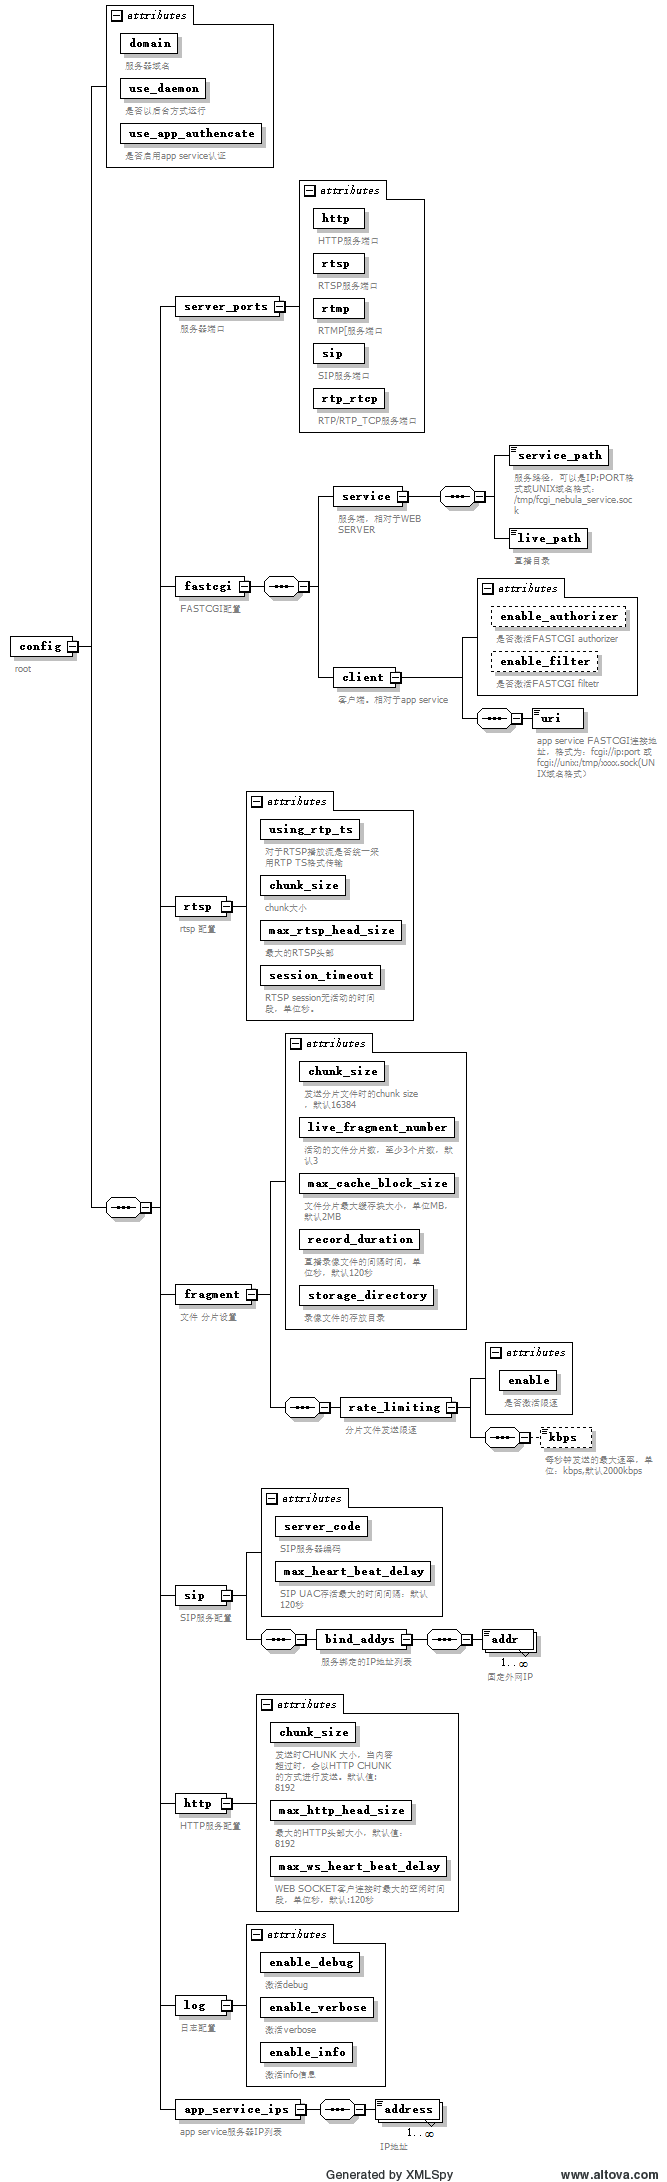 attributes
domain
服务器域名
use_daemon
是否以后台方式运行
use_app_authencate
是否启用app service认证
attributes
http
HTTP服务端口
rtsp
RTSP服务端口
rtmp
RTMP[服务端口
sip
SIP服务端口
rtp_rtcp
RTP/RTP_TCP服务端口
server_ports
服务器端口
service_path
服务路径，可以是IP:PORT格
式或UNIX域名格式：
/tmp/fcgi_nebula_service.soc
k
service
服务端，相对于WEB
SERVER
live_path
直播目录
fastcgi
FASTCGI配置
attributes
enable_authorizer
是否激活FASTCGI authorizer
enable_filter
是否激活FASTCGI filtetr
client
客户端。相对于app service
uri
app service FASTCGI连接地
址，格式为：fcgi://ip:port 或
fcgi://unix:/tmp/xxxx.sock(UN
IX域名格式）
config
root
attributes
using_rtp_ts
对于RTSP播放流是否统一采
用RTP TS格式传输
chunk_size
chunk大小
max_rtsp_head_size
最大的RTSP头部
session_timeout
RTSP session无活动的时间
段，单位秒。
rtsp
rtsp 配置
attributes
chunk_size
发送分片文件时的chunk size
，默认16384
live_fragment_number
活动的文件分片数，至少3个片数，默
认3
max_cache_block_size
文件分片最大缓存块大小，单位MB，
默认2MB
record_duration
直播录像文件的间隔时间，单
位秒，默认120秒
storage_directory
录像文件的存放目录
fragment
文件 分片设置
attributes
enable
是否激活限速
rate_limiting
分片文件发送限速
kbps
每秒钟发送的最大速率，单
位：kbps,默认2000kbps
attributes
server_code
SIP服务器编码
max_heart_beat_delay
SIP UAC存活最大的时间间隔：默认
120秒
sip
SIP服务配置
bind_addys
服务绑定的IP地址列表
addr
1..∞
固定外网IP
attributes
chunk_size
发送时CHUNK 大小，当内容
超过时，会以HTTP CHUNK
的方式进行发送。默认值:
8192
max_http_head_size
最大的HTTP头部大小，默认值：
8192
max_ws_heart_beat_delay
WEB SOCKET客户连接时最大的空闲时间
段，单位秒，默认:120秒
http
HTTP服务配置
attributes
enable_debug
激活debug
enable_verbose
激活verbose
enable_info
激活info信息
log
日志配置
app_service_ips
app service服务器IP列表
address
1..∞
IP地址
Generated by XMLSpy
www.altova.com